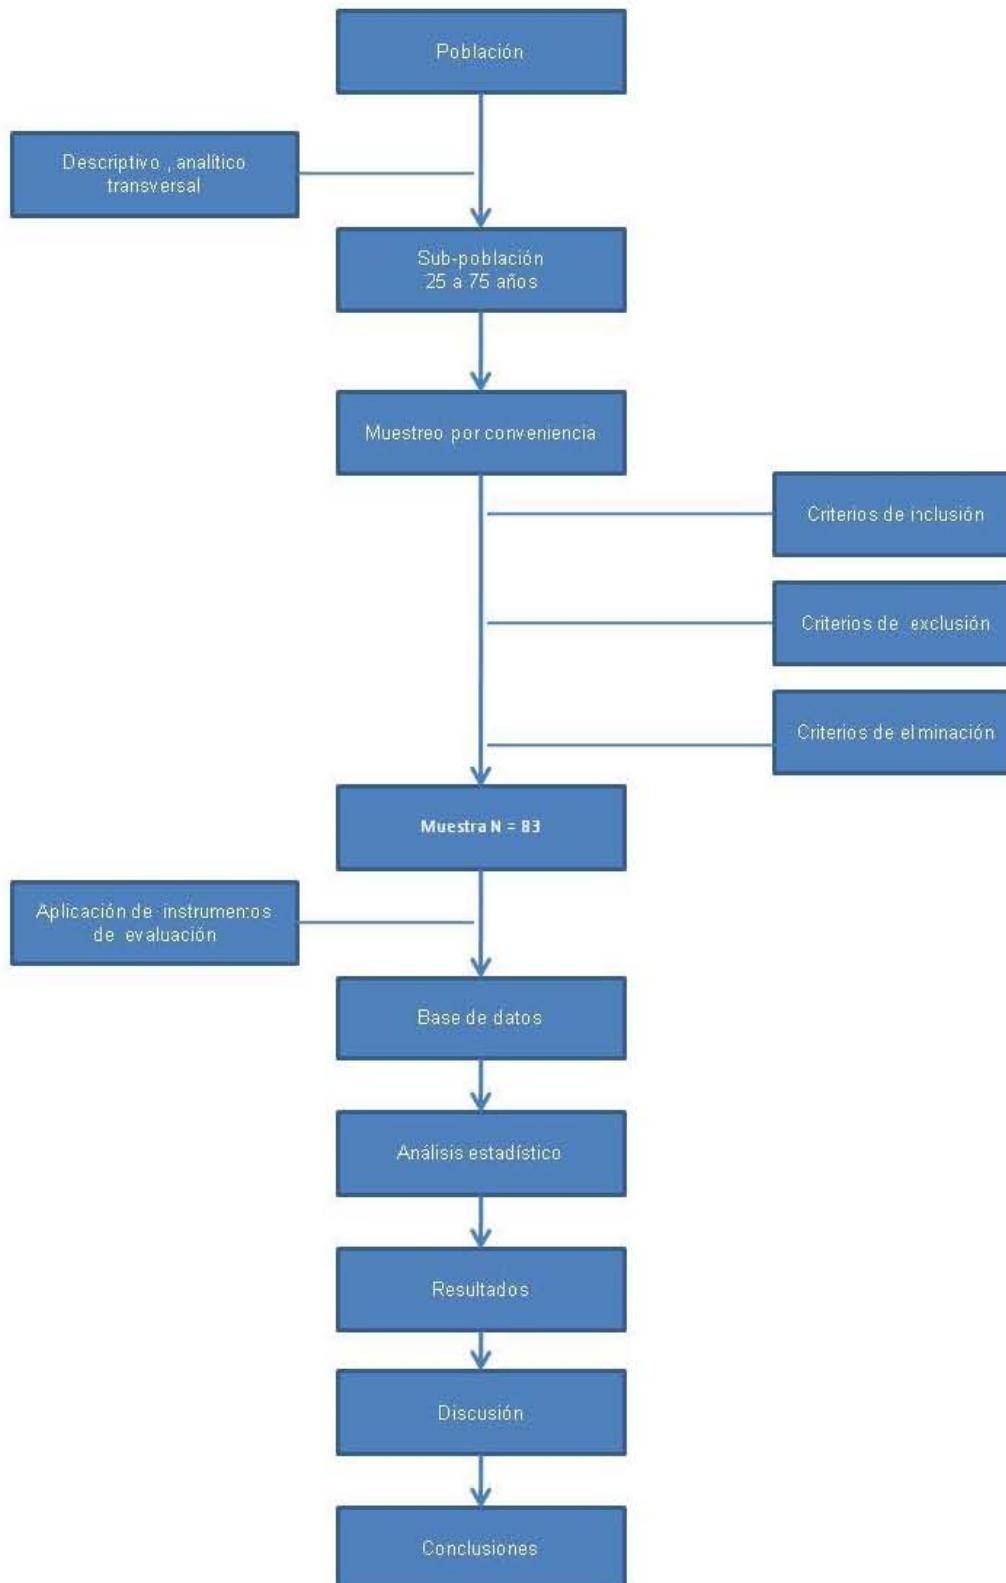 Población
Descriptivo , analítico
transversal
Sub-población
25 a 75 años
Muestreo por conveniencia
Criterios de inclusión
Criterios de exclusión
Criterios de eliminación
Muestra N = 83
Aplicación de instrumentos
de evaluación
Base de datos
Análisis estadístico
Resultados
Discusión
Conclusiones